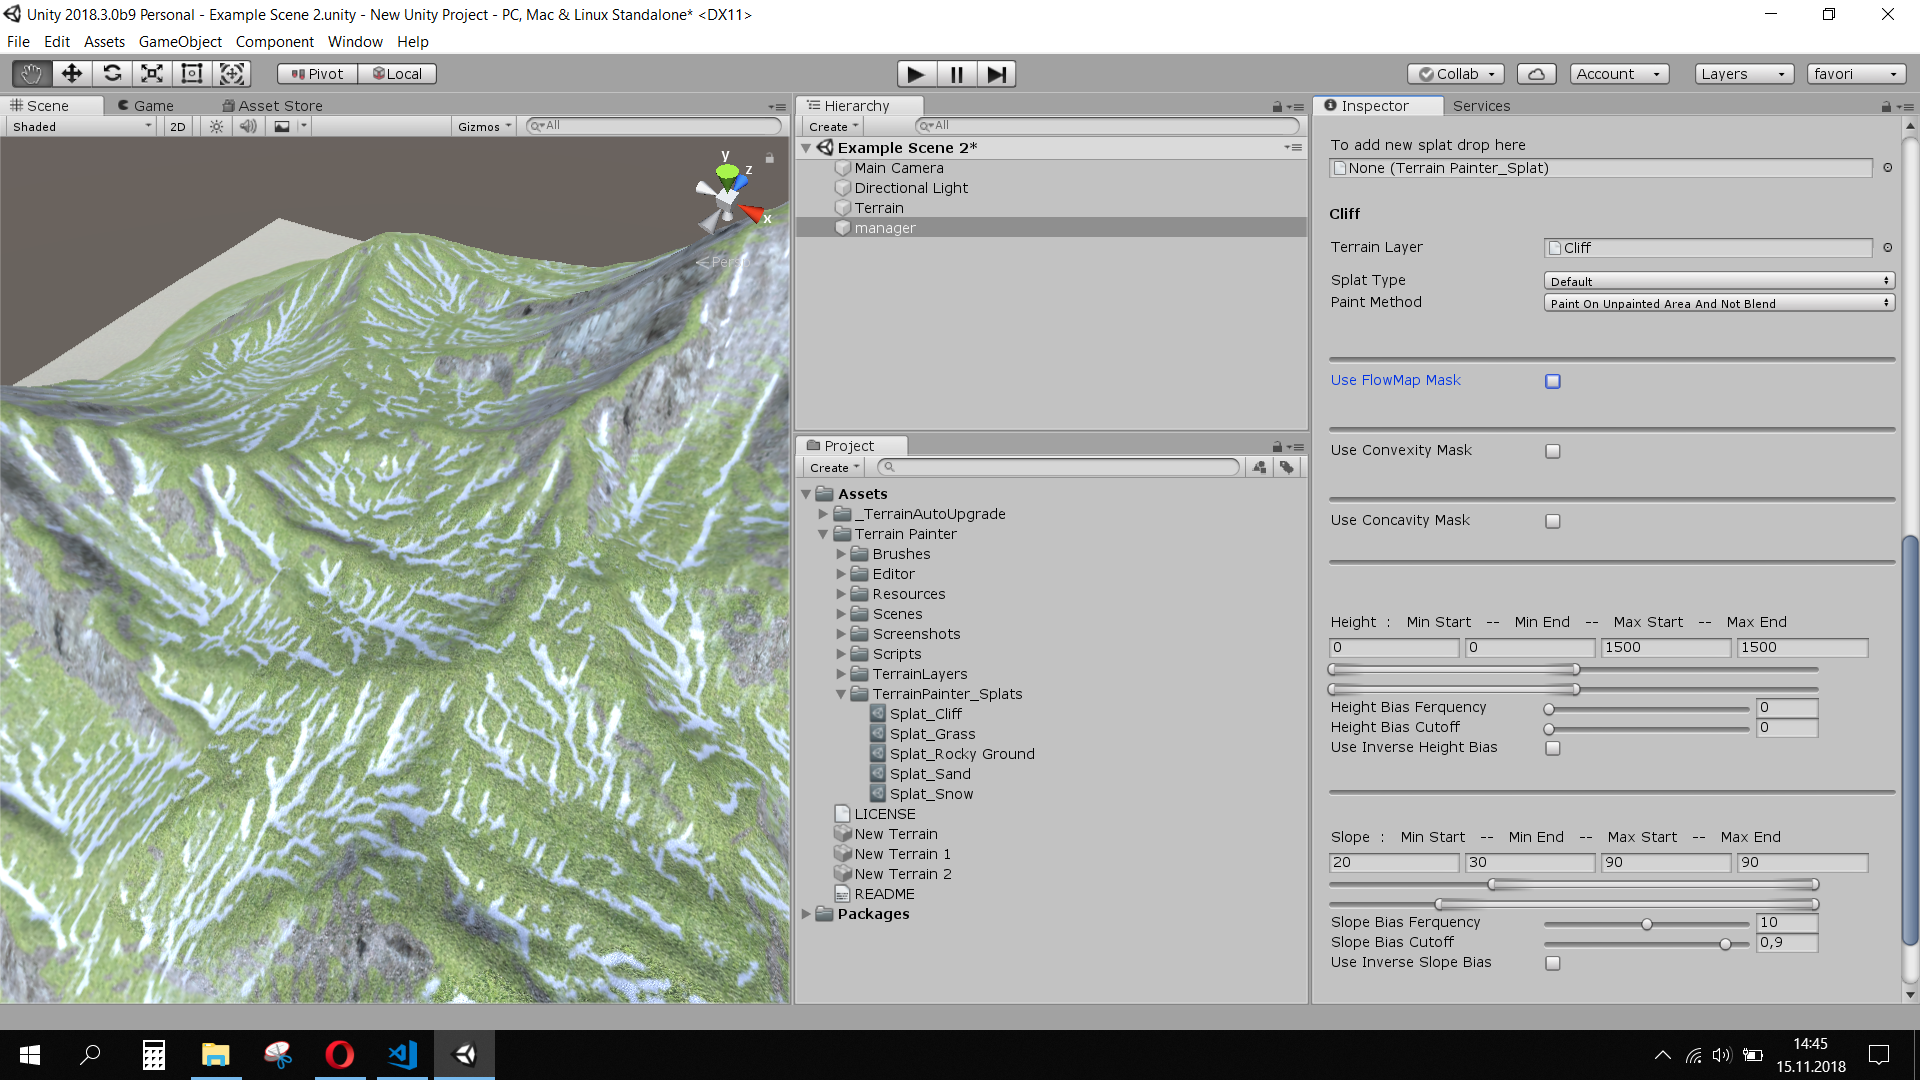 Unity 2018.3.0b9 Personal - Example Scene 2.unity - New Unity Project - PC, Mac & Linux Standalone* <DX11>
File Edit Assets GameObject Component Window Help
Pivot Local Collab Account Layers favori
Scene Game Asset Store
Shaded 2D Gizmos All
y
z
x
Persp
Hierarchy
Create All
Example Scene 2*
Main Camera
Directional Light
Terrain
manager
Project
Create
Assets
_TerrainAutoUpgrade
Terrain Painter
Brushes
Editor
Resources
Scenes
Screenshots
Scripts
TerrainLayers
TerrainPainter_Splats
Splat_Cliff
Splat_Grass
Splat_Rocky Ground
Splat_Sand
Splat_Snow
LICENSE
New Terrain
New Terrain 1
New Terrain 2
README
Packages
Inspector Services
To add new splat drop here
None (Terrain Painter_Splat)
Cliff
Terrain Layer Cliff
Splat Type Default
Paint Method Paint On Unpainted Area And Not Blend
Use FlowMap Mask
Use Convexity Mask
Use Concavity Mask
Height : Min Start -- Min End -- Max Start -- Max End
0 0 1500 1500
Height Bias Ferquency 0
Height Bias Cutoff 0
Use Inverse Height Bias
Slope : Min Start -- Min End -- Max Start -- Max End
20 30 90 90
Slope Bias Ferquency 10
Slope Bias Cutoff 0,9
Use Inverse Slope Bias
14:45
15.11.2018